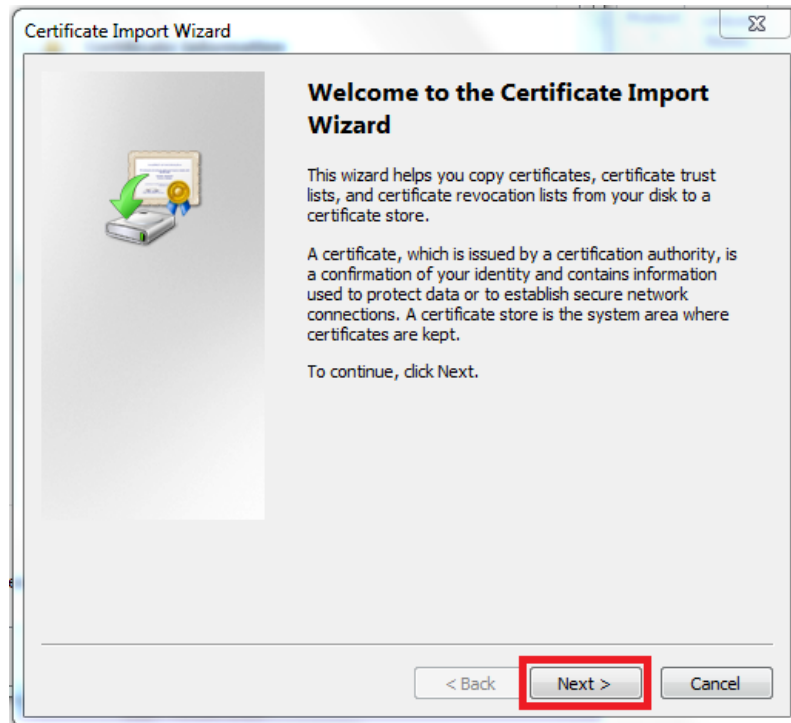 Certificate Import Wizard
Welcome to the Certificate Import
Wizard
This wizard helps you copy certificates, certificate trust
lists, and certificate revocation lists from your disk to a
certificate store.
A certificate, which is issued by a certification authority, is
a confirmation of your identity and contains information
used to protect data or to establish secure network
connections. A certificate store is the system area where
certificates are kept.
To continue, click Next.
< Back Next > Cancel